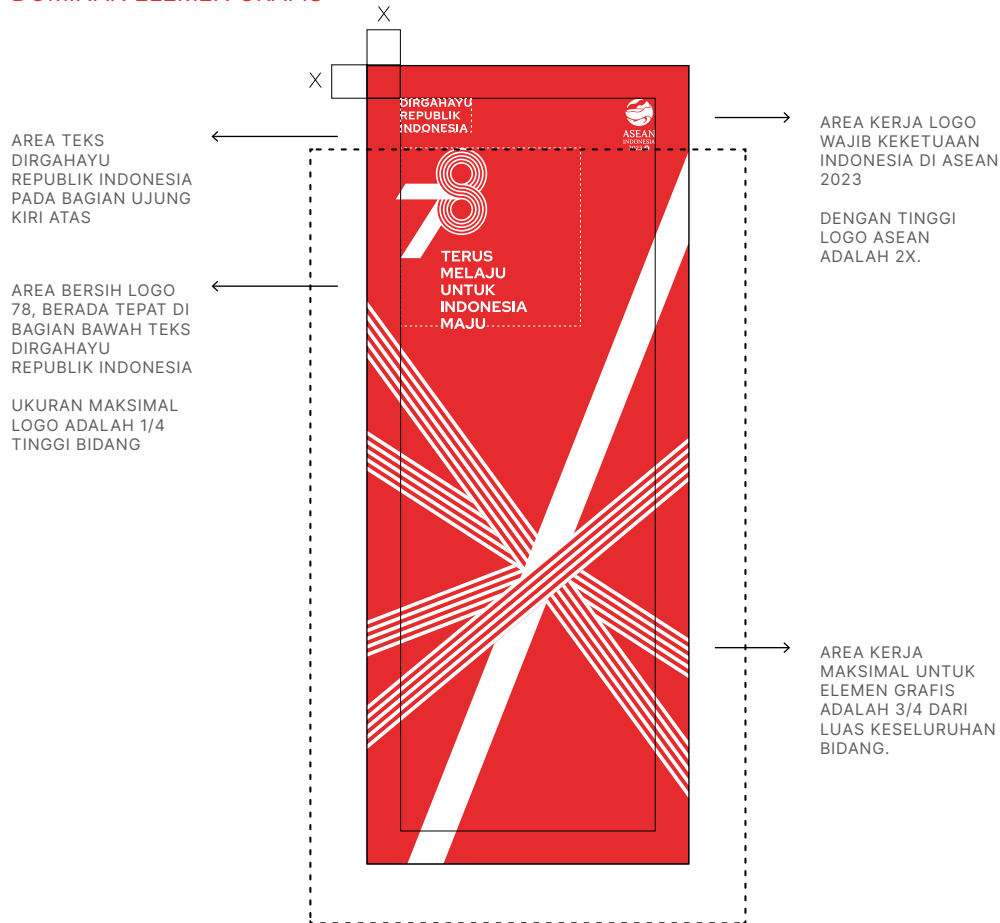 X
X
AREA TEKS
DIRGAHAYU
REPUBLIK INDONESIA
PADA BAGIAN UJUNG
KIRI ATAS
AREA BERSIH LOGO
78, BERADA TEPAT DI
BAGIAN BAWAH TEKS
DIRGAHAYU
REPUBLIK INDONESIA
UKURAN MAKSIMAL
LOGO ADALAH 1/4
TINGGI BIDANG
DIRGAHAYU
REPUBLIK
INDONESIA
78
TERUS
MELAJU
UNTUK
INDONESIA
MAJU
ASEAN
INDONESIA
2023
AREA KERJA LOGO
WAJIB KEKETUAAN
INDONESIA DI ASEAN
2023
DENGAN TINGGI
LOGO ASEAN
ADALAH 2X.
AREA KERJA
MAKSIMAL UNTUK
ELEMEN GRAFIS
ADALAH 3/4 DARI
LUAS KESELURUHAN
BIDANG.